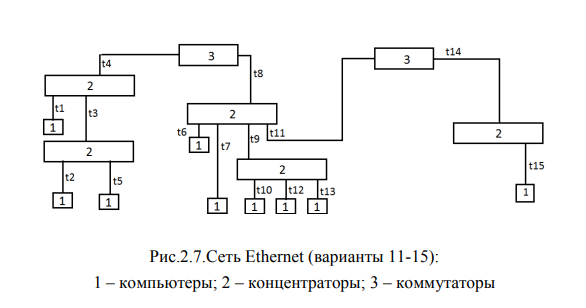 3
3
t14
t4
t8
2
2
2
t1
t3
t6
t7
t9
t11
1
1
2
2
t15
t2
t5
t10
t12
t13
1
1
1
1
1
1
1
Рис.2.7.Сеть Ethernet (варианты 11-15):
1 – компьютеры; 2 – концентраторы; 3 – коммутаторы